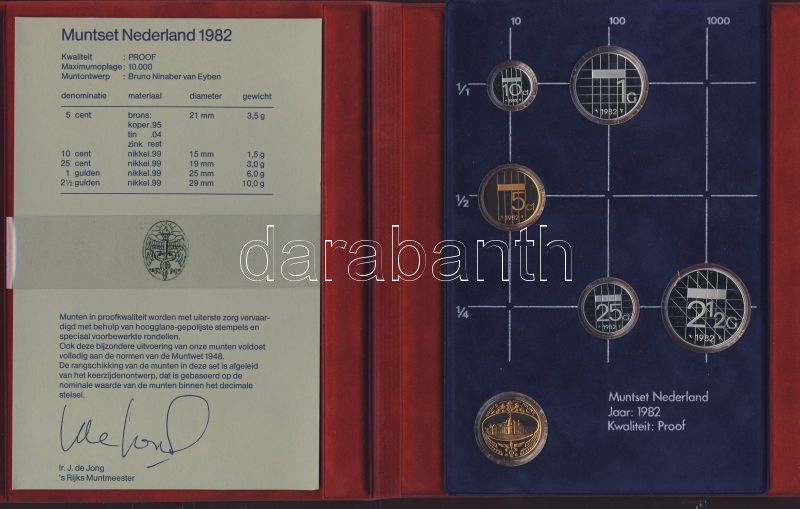 Muntset Nederland 1982
Kwaliteit : PROOF
Maximumoplage : 10.000
Muntontwerp : Bruno Ninaber van Eyben
denominatie materiaal diameter gewicht
5 cent brons: 21 mm 3,5 g
koper .95
tin .04
zink rest
10 cent nikkel.99 15 mm 1,5 g
25 cent nikkel.99 19 mm 3,0 g
1 gulden nikkel.99 25 mm 6,0 g
2½ gulden nikkel.99 29 mm 10,0 g
Munten in proofkwaliteit worden met uiterste zorg vervaar-
digd met behulp van hoogglans-gepolijste stempels en
speciaal voorbewerkte rondellen.
Ook deze bijzondere uitvoering van onze munten voldoet
volledig aan de normen van de Muntwet 1948.
De rangschikking van de munten in deze set is afgeleid
van het keerzijdenontwerp, dat is gebaseerd op de
nominale waarde van de munten binnen het decimale
stelsel.
Ir. J. de Jong
's Rijks Muntmeester
darabanth
10 100 1000
1/1
10 ct
1982
1G
1982
1/2
5 ct
1982
1/4
25 ct
1982
2 1/2 G
1982
Muntset Nederland
Jaar: 1982
Kwaliteit: Proof